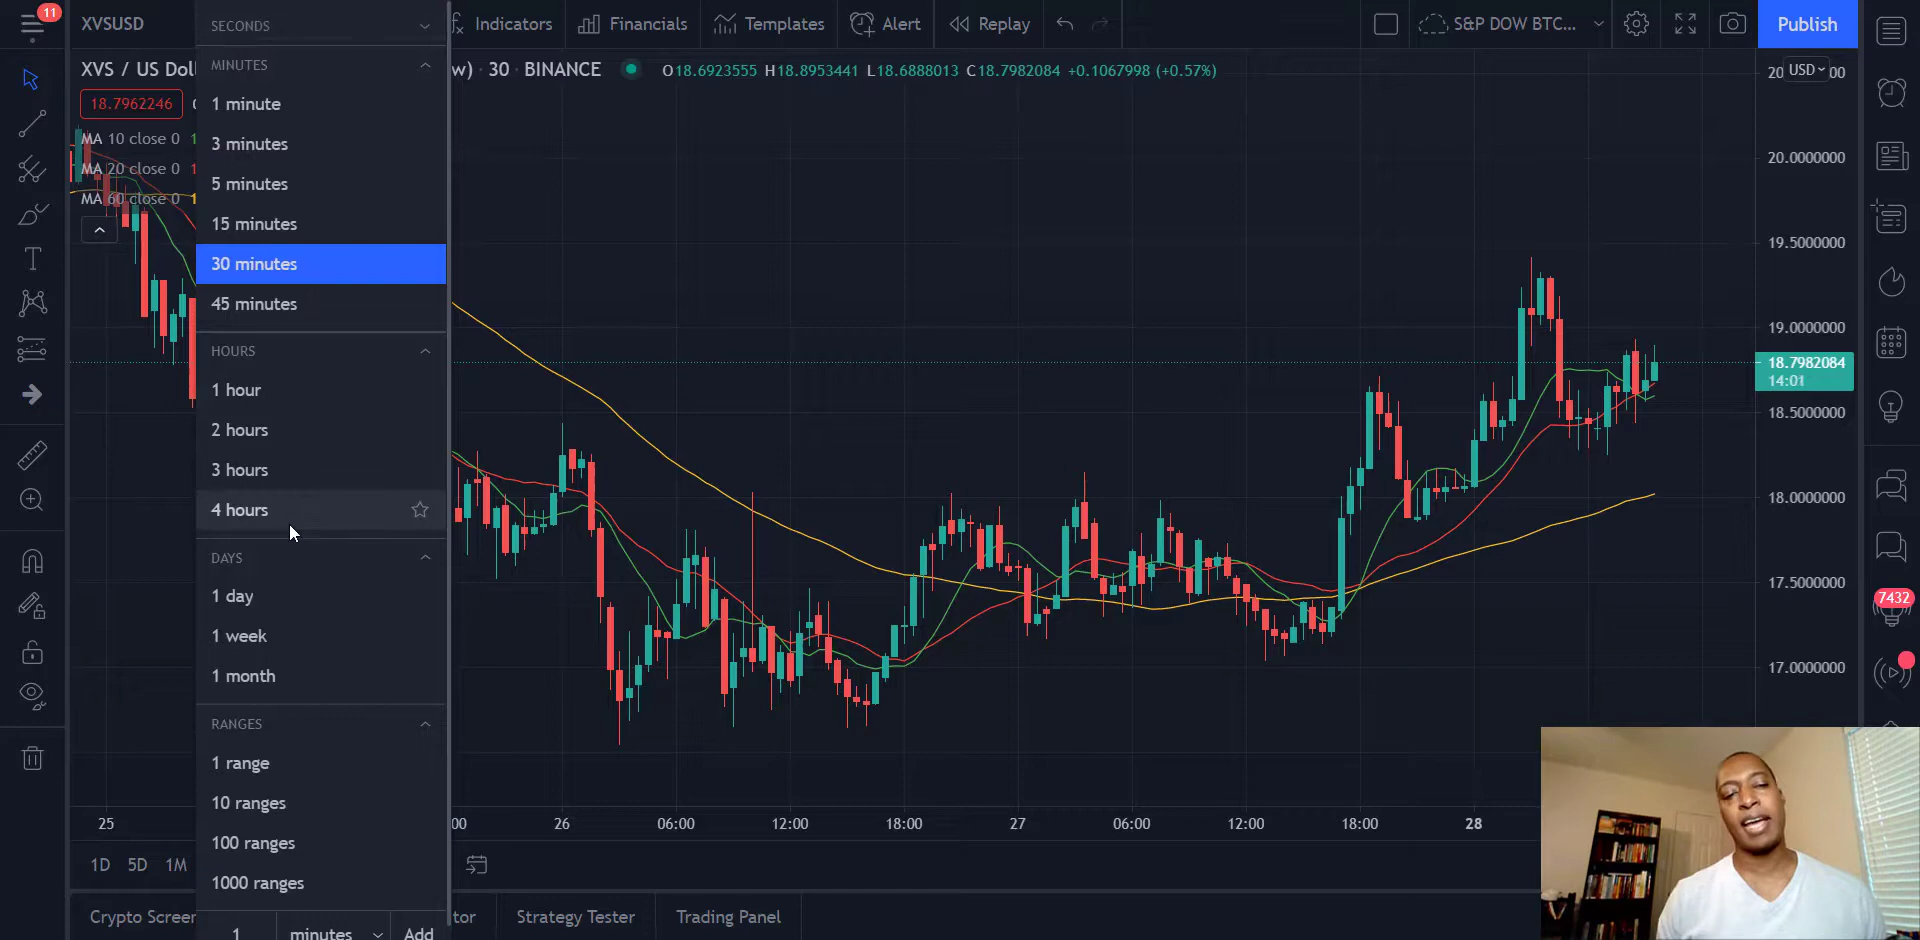 11
XVSUSD
SECONDS
Indicators
Financials
Templates
Alert
Replay
S&P DOW BTC...
Publish
XVS / US Dol
w) · 30 · BINANCE
O18.6923555 H18.8953441 L18.6888013 C18.7982084 +0.1067998 (+0.57%)
USD
18.7962246
MA 10 close 0
MA 20 close 0
MA 60 close 0
MINUTES
1 minute
3 minutes
5 minutes
15 minutes
30 minutes
45 minutes
HOURS
1 hour
2 hours
3 hours
4 hours
DAYS
1 day
1 week
1 month
RANGES
1 range
10 ranges
100 ranges
1000 ranges
1 minutes Add
20.0000000
19.5000000
19.0000000
18.7982084
14:01
18.5000000
18.0000000
17.5000000
17.0000000
7432
25
:00
26
06:00
12:00
18:00
27
06:00
12:00
18:00
28
1D 5D 1M
Crypto Screen
tor
Strategy Tester
Trading Panel